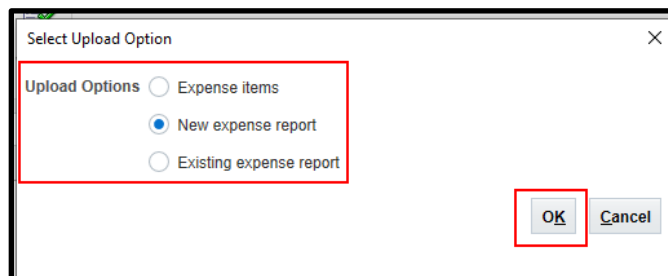 Select Upload Option
Upload Options Expense items
New expense report
Existing expense report
OK Cancel